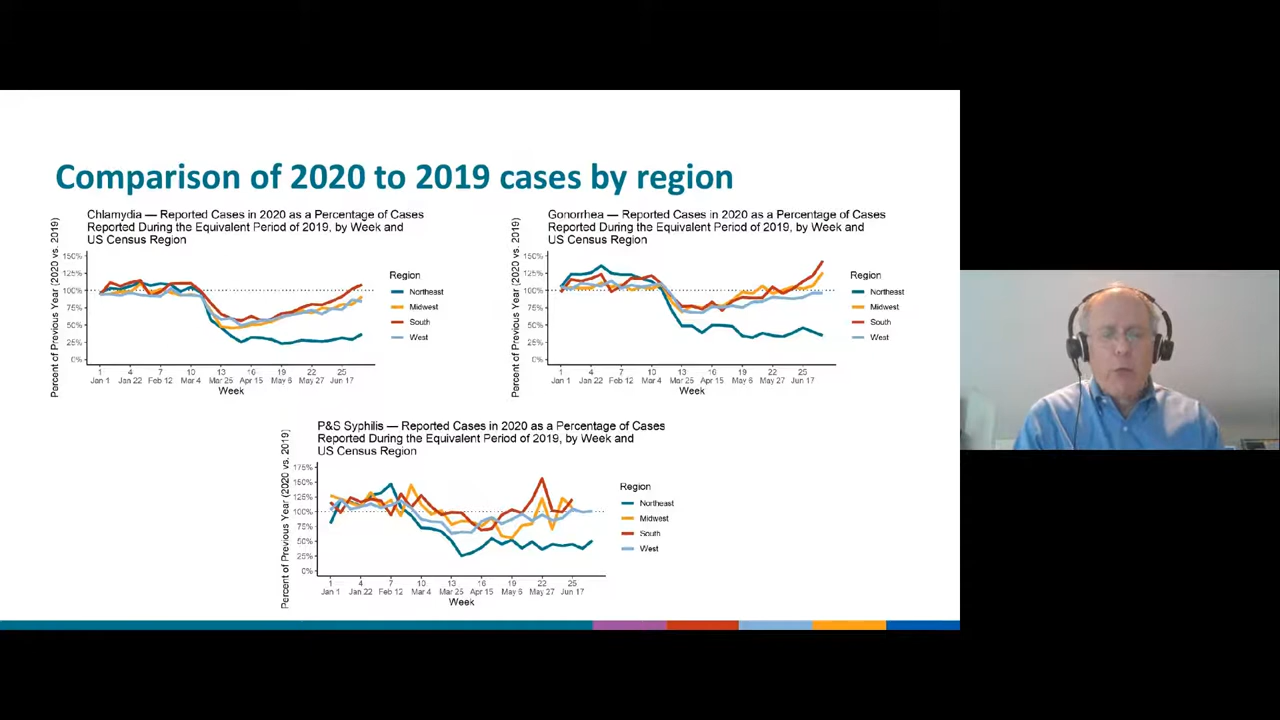 Comparison of 2020 to 2019 cases by region
Chlamydia — Reported Cases in 2020 as a Percentage of Cases
Reported During the Equivalent Period of 2019, by Week and
US Census Region
Percent of Previous Year (2020 vs. 2019)
150%
125%
100%
75%
50%
25%
0%
1 4 7 10 13 16 19 22 25
Jan 1 Jan 22 Feb 12 Mar 4 Mar 25 Apr 15 May 6 May 27 Jun 17
Week
Region
Northeast
Midwest
South
West
Gonorrhea — Reported Cases in 2020 as a Percentage of Cases
Reported During the Equivalent Period of 2019, by Week and
US Census Region
Percent of Previous Year (2020 vs. 2019)
150%
125%
100%
75%
50%
25%
0%
1 4 7 10 13 16 19 22 25
Jan 1 Jan 22 Feb 12 Mar 4 Mar 25 Apr 15 May 6 May 27 Jun 17
Week
Region
Northeast
Midwest
South
West
P&S Syphilis — Reported Cases in 2020 as a Percentage of Cases
Reported During the Equivalent Period of 2019, by Week and
US Census Region
Percent of Previous Year (2020 vs. 2019)
175%
150%
125%
100%
75%
50%
25%
0%
1 4 7 10 13 16 19 22 25
Jan 1 Jan 22 Feb 12 Mar 4 Mar 25 Apr 15 May 6 May 27 Jun 17
Week
Region
Northeast
Midwest
South
West